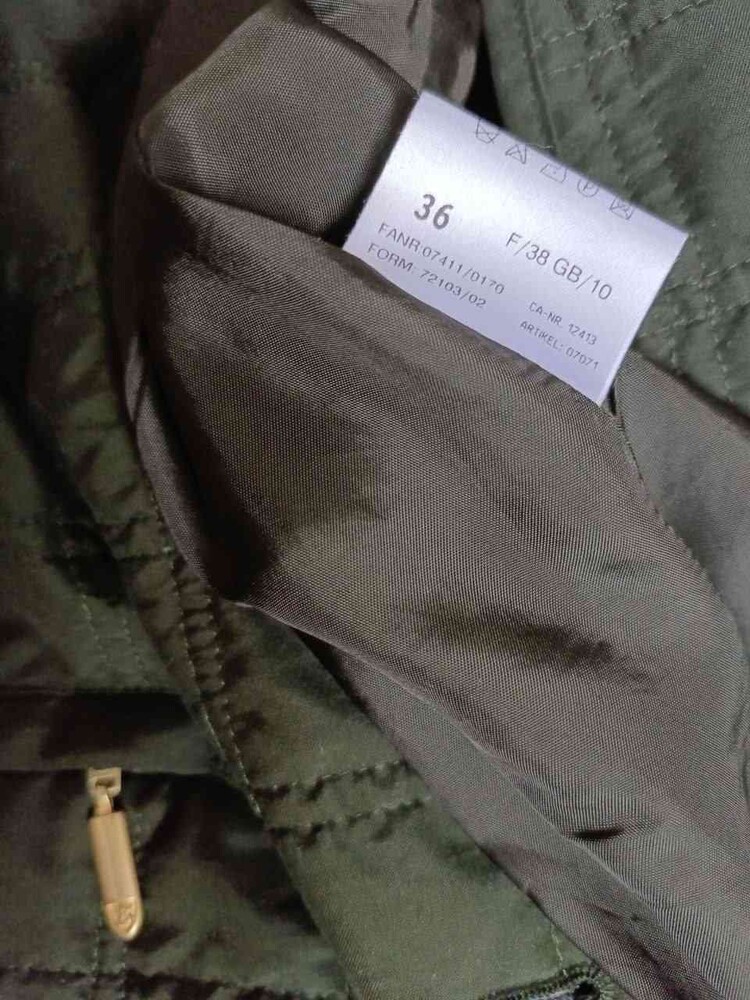 36 F/38 GB/10
FANR 07411/0170 CA-NR. 12413
FORM: 72103/02 ARTIKEL: 07071